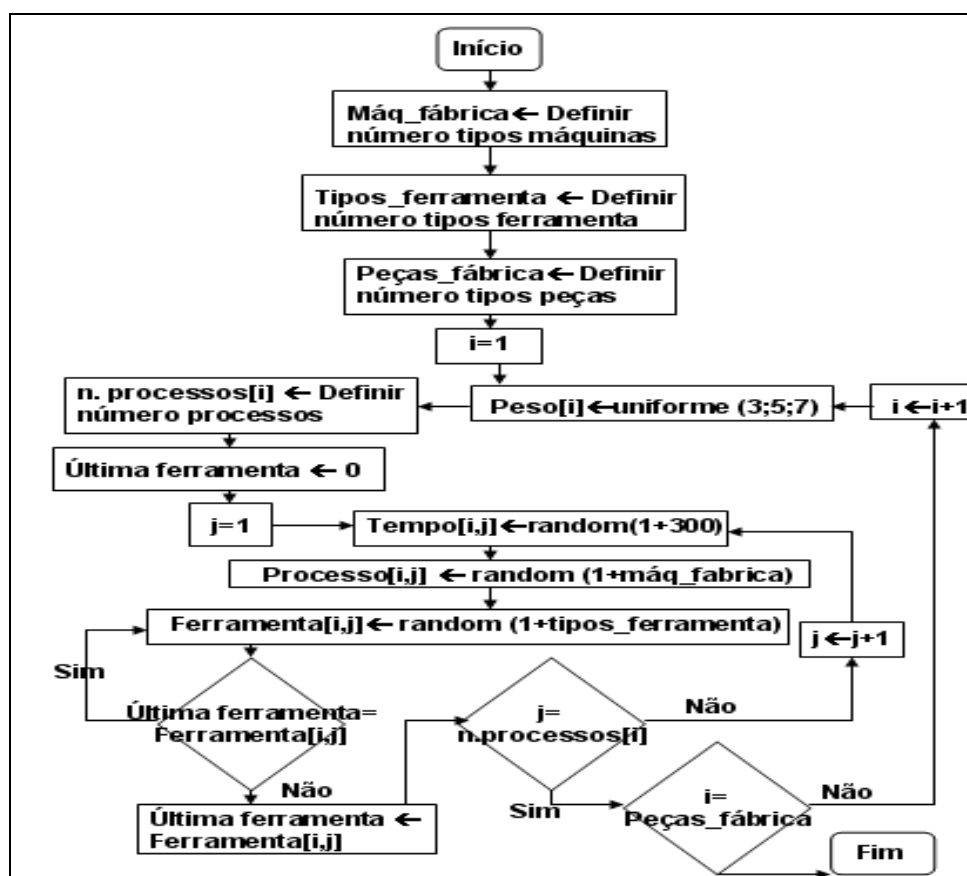 Início
Máq_fábrica← Definir
número tipos máquinas
Tipos_ferramenta ← Definir
número tipos ferramenta
Peças_fábrica← Definir
número tipos peças
i=1
Peso[i]←uniforme (3;5;7)
i←i+1
n. processos[i] ← Definir
número processos
Última ferramenta ← 0
j=1
Tempo[i,j]←random(1+300)
Processo[i,j] ← random (1+máq_fabrica)
Ferramenta[i,j]← random (1+tipos_ferramenta)
j←j+1
Sim
Última ferramenta=
Ferramenta[i,j]
j=
n.processos[i]
Não
Não
Última ferramenta ←
Ferramenta[i,j]
Sim
i=
Peças_fábrica
Não
Fim